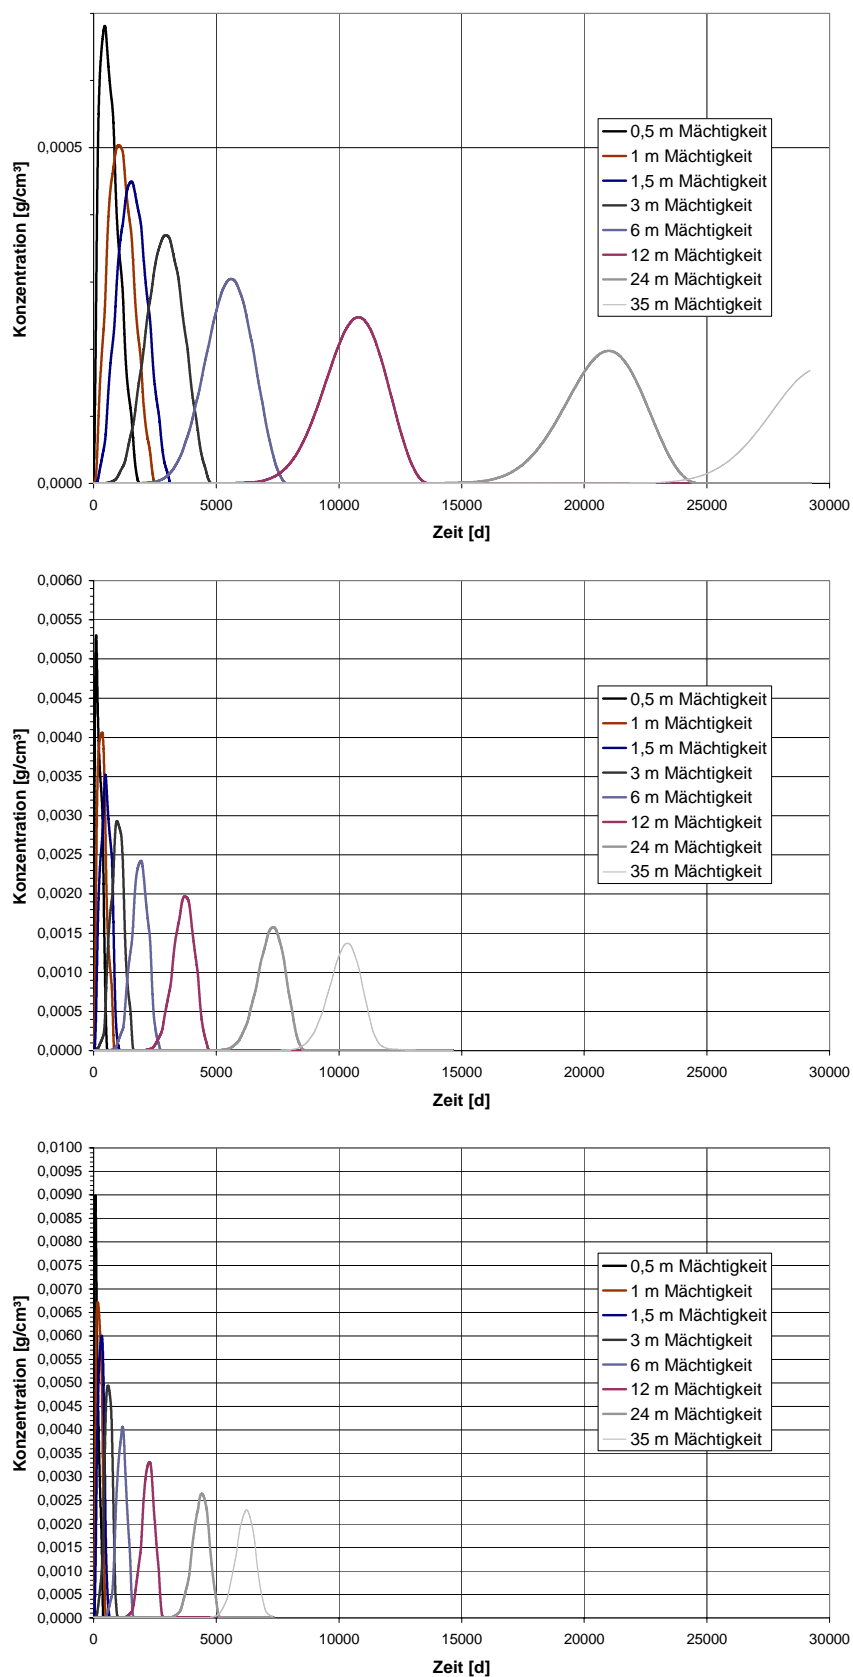 0,0005
0,0000
Konzentration [g/cm³]
0,5 m Mächtigkeit
1 m Mächtigkeit
1,5 m Mächtigkeit
3 m Mächtigkeit
6 m Mächtigkeit
12 m Mächtigkeit
24 m Mächtigkeit
35 m Mächtigkeit
0 5000 10000 15000 20000 25000 30000
Zeit [d]
0,0060
0,0055
0,0050
0,0045
0,0040
0,0035
0,0030
0,0025
0,0020
0,0015
0,0010
0,0005
0,0000
Konzentration [g/cm³]
0,5 m Mächtigkeit
1 m Mächtigkeit
1,5 m Mächtigkeit
3 m Mächtigkeit
6 m Mächtigkeit
12 m Mächtigkeit
24 m Mächtigkeit
35 m Mächtigkeit
0 5000 10000 15000 20000 25000 30000
Zeit [d]
0,0100
0,0095
0,0090
0,0085
0,0080
0,0075
0,0070
0,0065
0,0060
0,0055
0,0050
0,0045
0,0040
0,0035
0,0030
0,0025
0,0020
0,0015
0,0010
0,0005
0,0000
Konzentration [g/cm³]
0,5 m Mächtigkeit
1 m Mächtigkeit
1,5 m Mächtigkeit
3 m Mächtigkeit
6 m Mächtigkeit
12 m Mächtigkeit
24 m Mächtigkeit
35 m Mächtigkeit
0 5000 10000 15000 20000 25000 30000
Zeit [d]